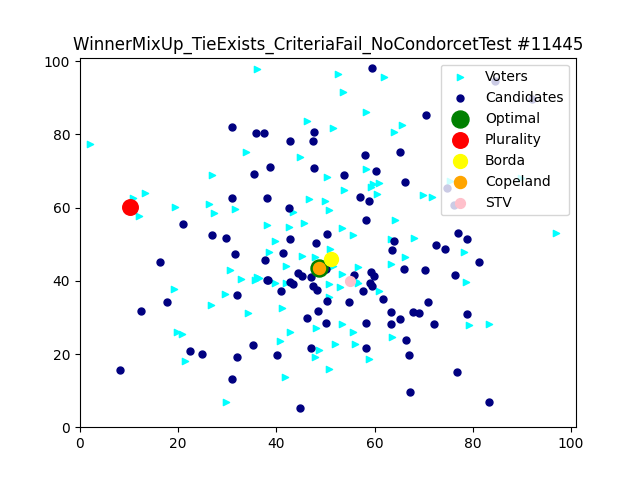 WinnerMixUp_TieExists_CriteriaFail_NoCondorcetTest #11445
100
80
60
40
20
0
0
20
40
60
80
100
Voters
Candidates
Optimal
Plurality
Borda
Copeland
STV